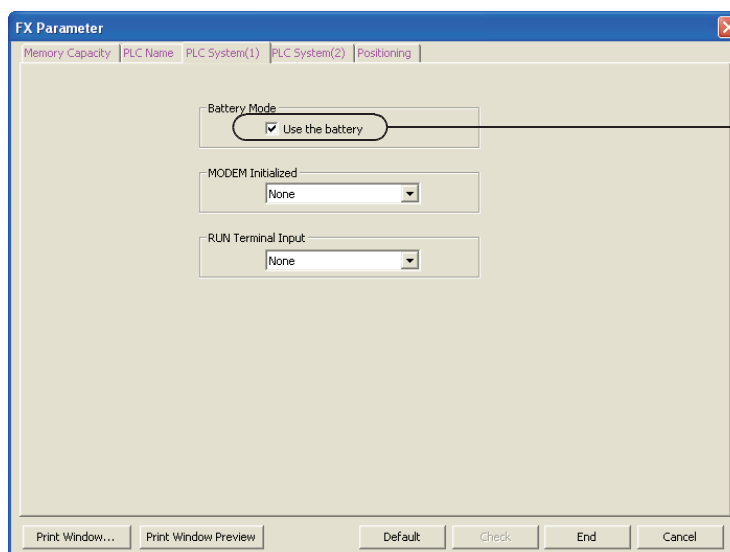 FX Parameter
Memory Capacity PLC Name PLC System(1) PLC System(2) Positioning
Battery Mode
Use the battery
MODEM Initialized
None
RUN Terminal Input
None
Print Window... Print Window Preview Default Check End Cancel